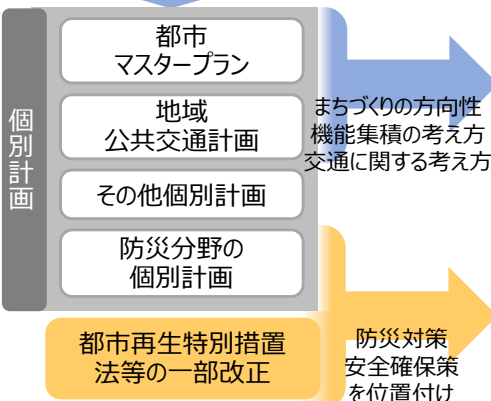 個別計画
都市
マスタープラン
地域
公共交通計画
その他個別計画
防災分野の
個別計画
まちづくりの方向性
機能集積の考え方
交通に関する考え方
都市再生特別措置
法等の一部改正
防災対策
安全確保策
を位置付け